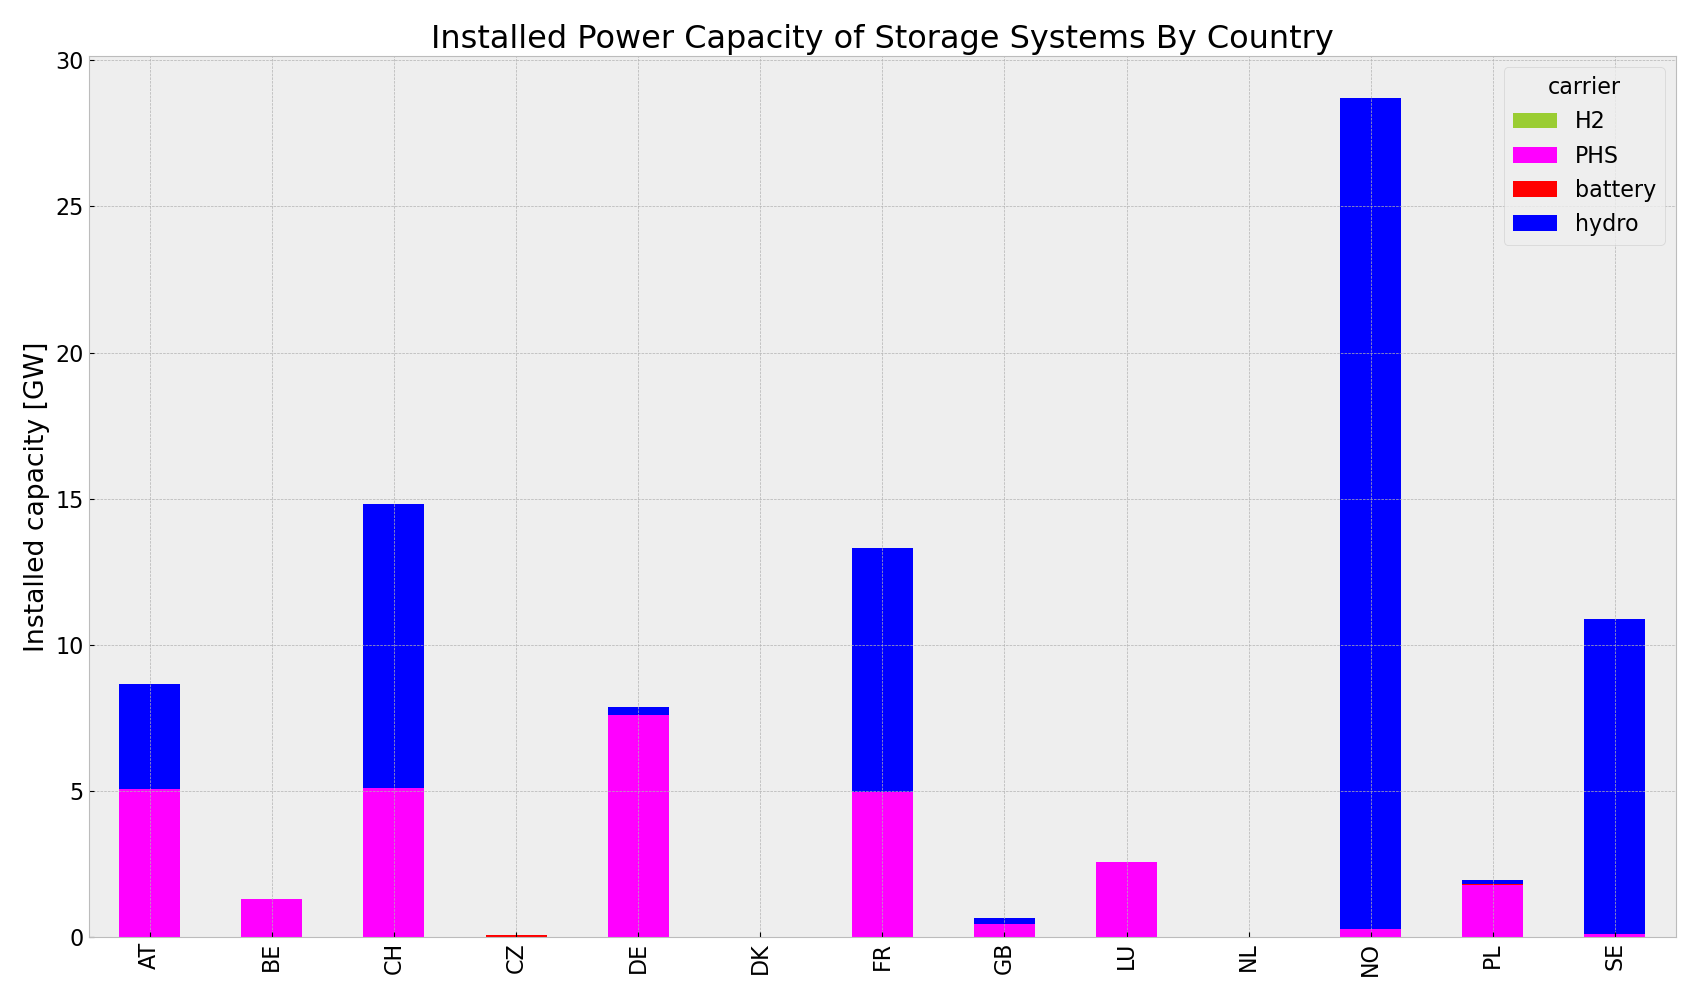 Installed Power Capacity of Storage Systems By Country
Installed capacity [GW]
30
25
20
15
10
5
0
carrier
H2
PHS
battery
hydro
AT
BE
CH
CZ
DE
DK
FR
GB
LU
NL
NO
PL
SE